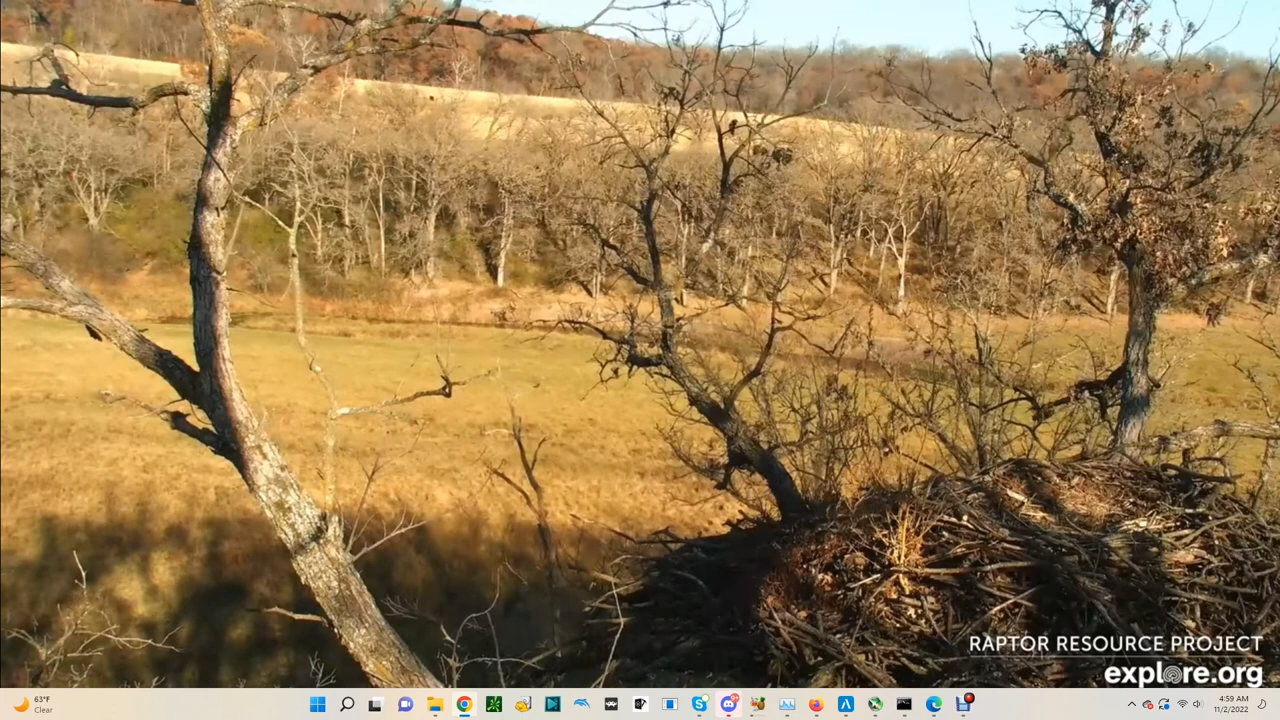 RAPTOR RESOURCE PROJECT
explore.org
63°F
Clear
4:59 AM
11/2/2022